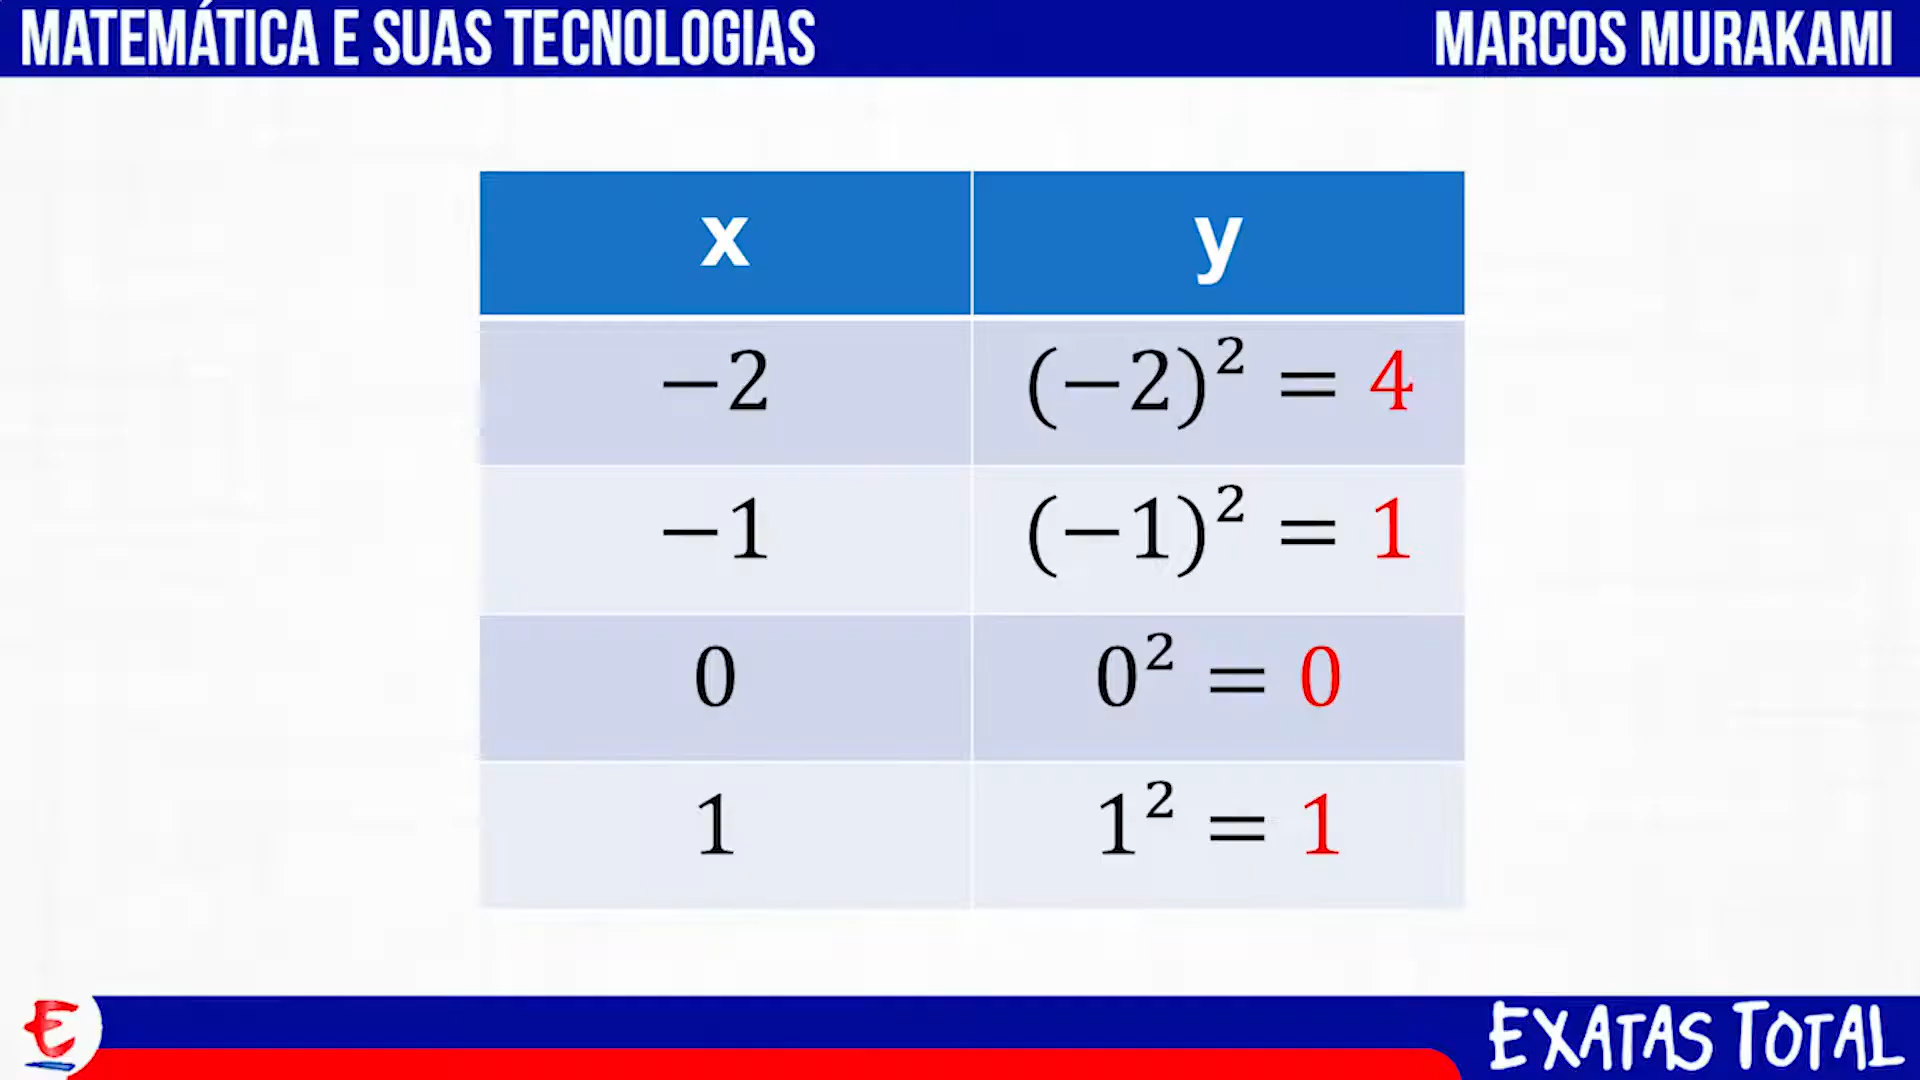 MATEMÁTICA E SUAS TECNOLOGIAS MARCOS MURAKAMI
x y
−2 (−2)² = 4
−1 (−1)² = 1
0 0² = 0
1 1² = 1
E EXATAS TOTAL